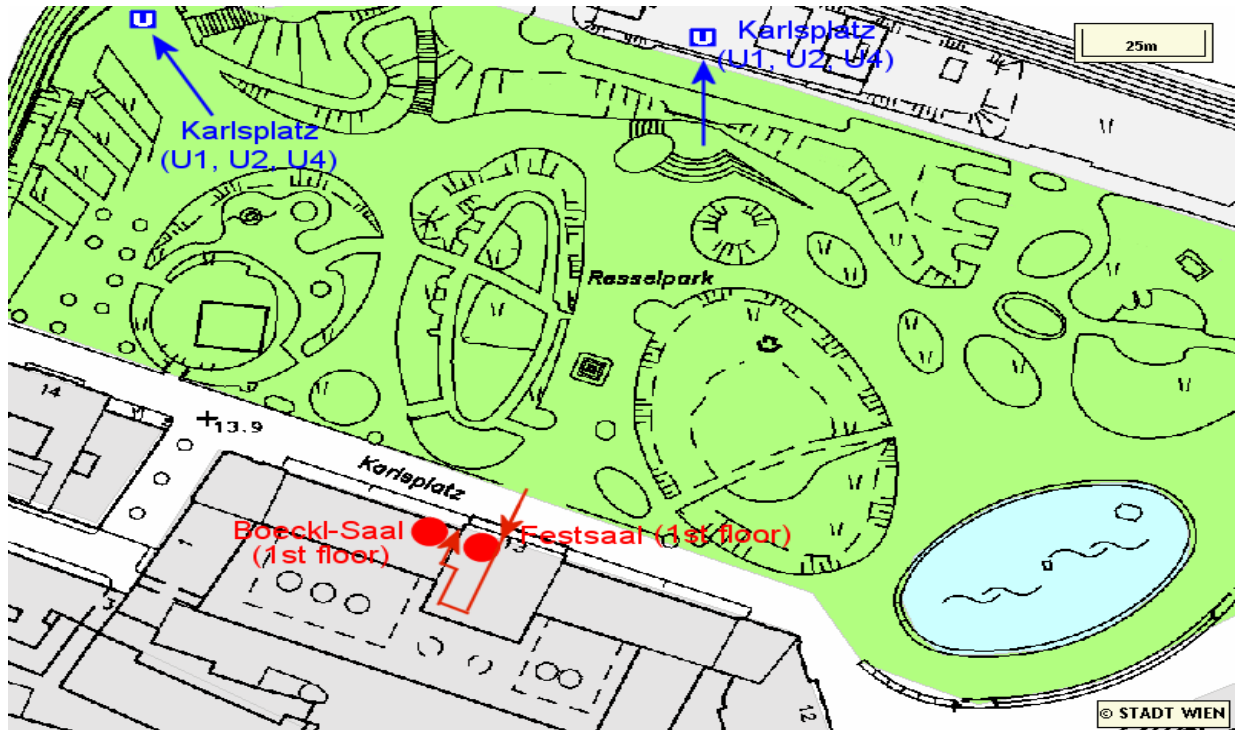 U
U
Karlsplatz
(U1, U2, U4)
25m
Karlsplatz
(U1, U2, U4)
Resselpark
14
13.9
Karlsplatz
Boeckl-Saal
(1st floor)
Festsaal (1st floor)
13
1
3
12
© STADT WIEN